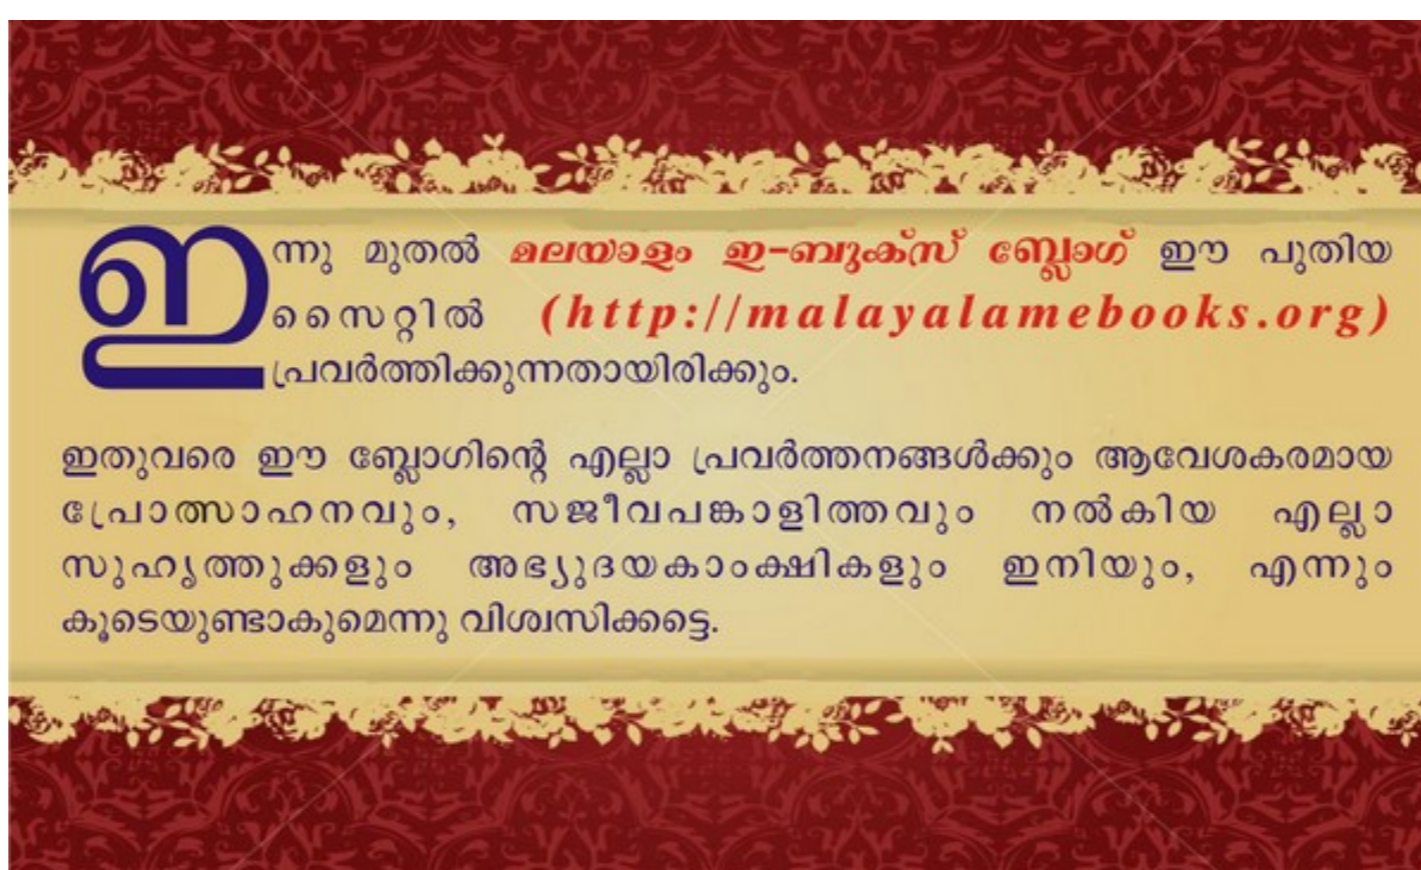 ഇന്നു മുതൽ മലയാളം ഇ-ബുക്സ് ബ്ലോഗ് ഈ പുതിയ
സൈറ്റിൽ (http://malayalamebooks.org)
പ്രവർത്തിക്കുന്നതായിരിക്കും.
ഇതുവരെ ഈ ബ്ലോഗിന്റെ എല്ലാ പ്രവർത്തനങ്ങൾക്കും ആവേശകരമായ
പ്രോത്സാഹനവും, സജീവപങ്കാളിത്തവും നൽകിയ എല്ലാ
സുഹൃത്തുക്കളും അഭ്യുദയകാംക്ഷികളും ഇനിയും, എന്നും
കൂടെയുണ്ടാകുമെന്നു വിശ്വസിക്കട്ടെ.